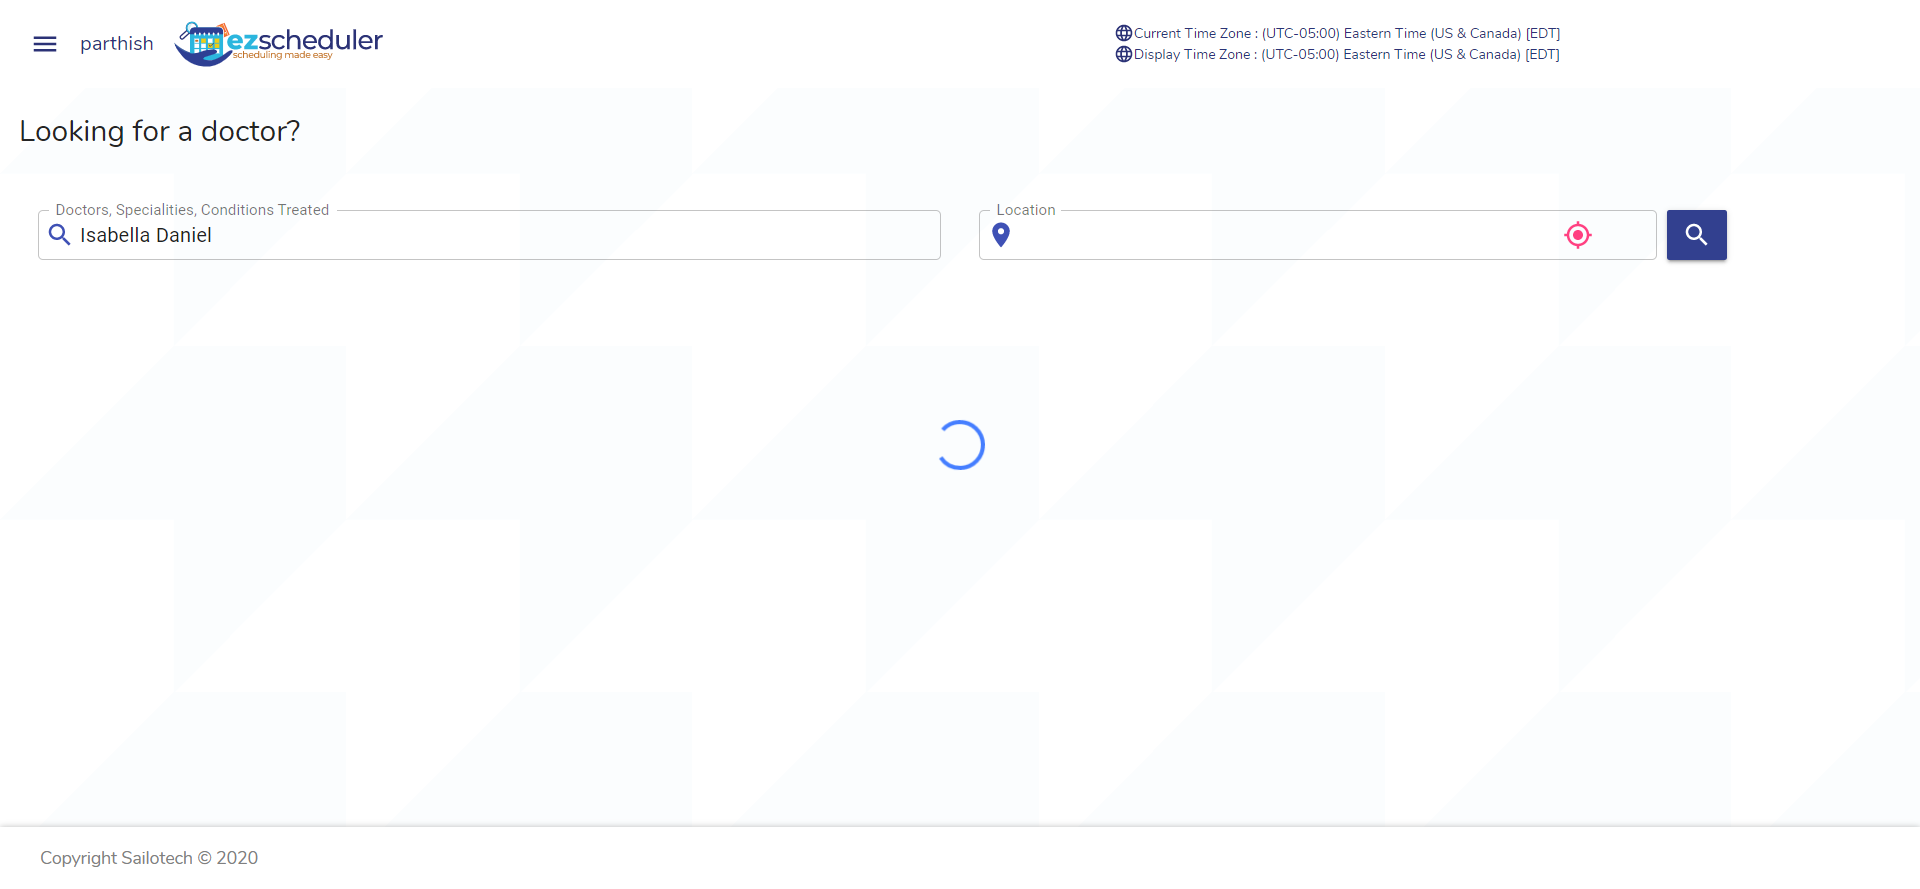 parthish
ezscheduler
scheduling made easy
Current Time Zone : (UTC-05:00) Eastern Time (US & Canada) [EDT]
Display Time Zone : (UTC-05:00) Eastern Time (US & Canada) [EDT]
Looking for a doctor?
Doctors, Specialities, Conditions Treated
Isabella Daniel
Location
Copyright Sailotech © 2020